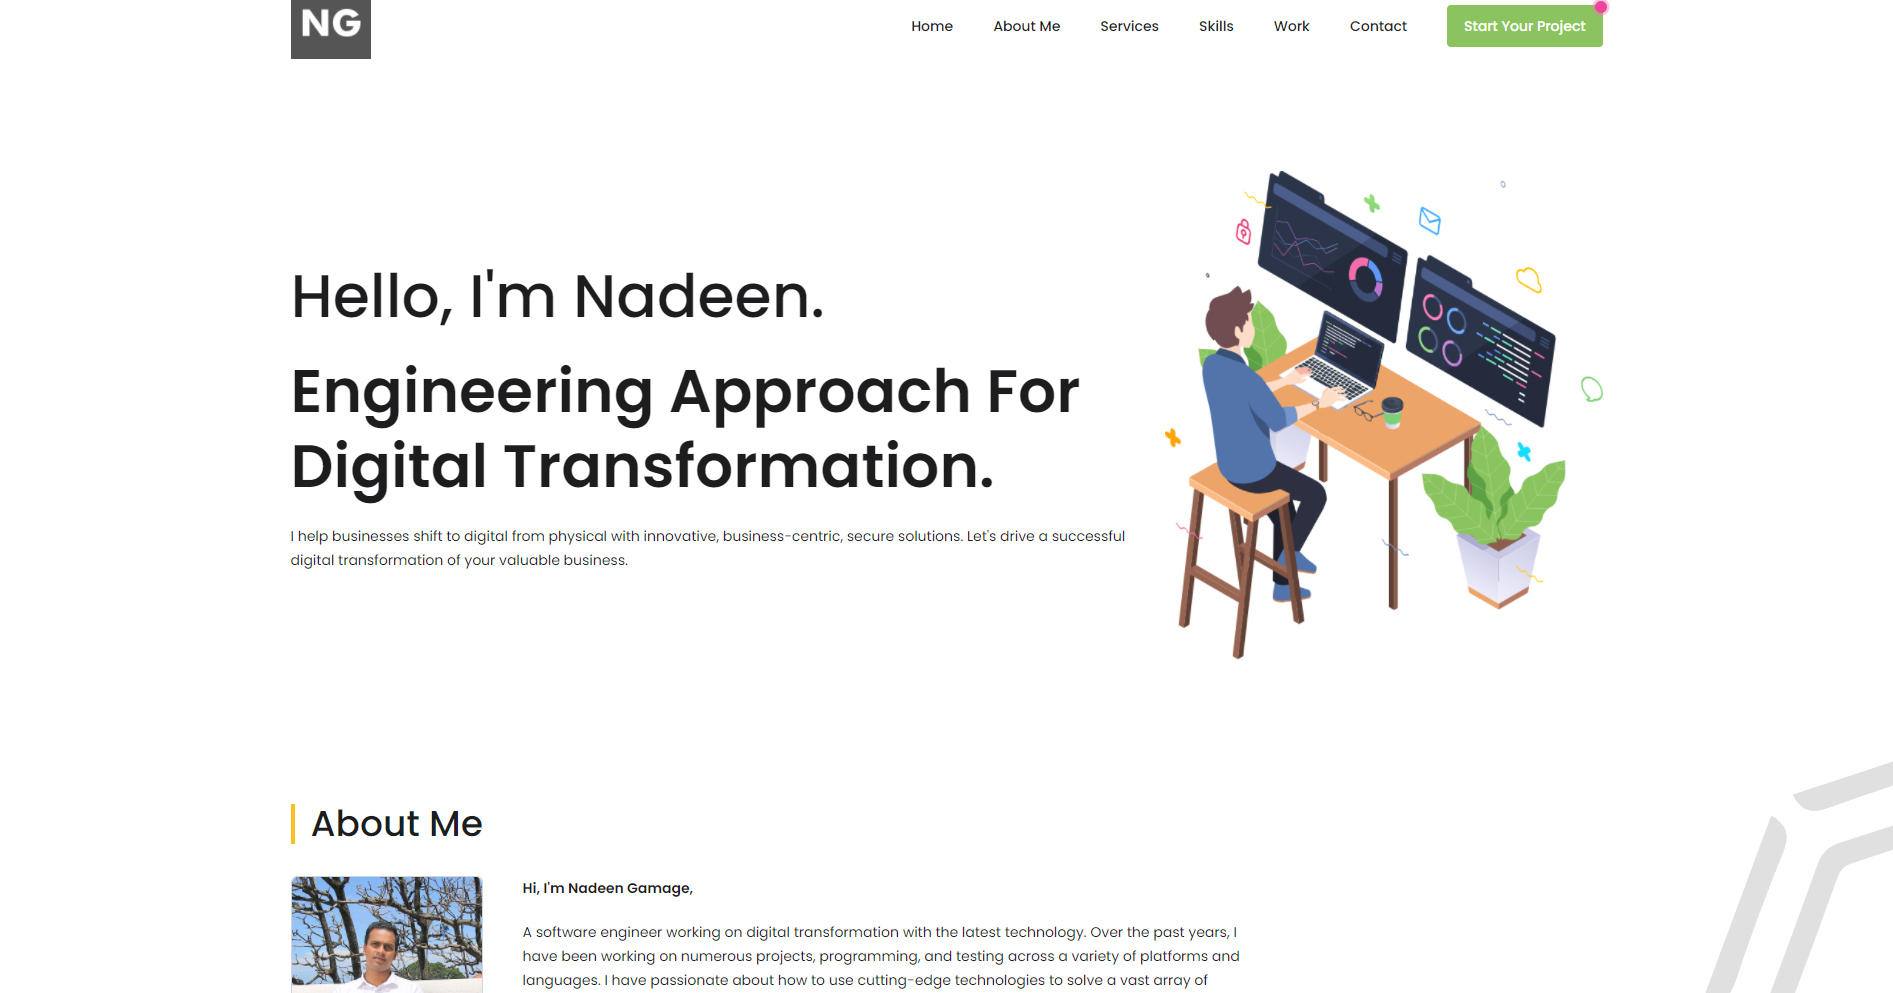 NG
Home About Me Services Skills Work Contact Start Your Project
Hello, I'm Nadeen.
Engineering Approach For
Digital Transformation.
I help businesses shift to digital from physical with innovative, business-centric, secure solutions. Let's drive a successful
digital transformation of your valuable business.
About Me
Hi, I'm Nadeen Gamage,
A software engineer working on digital transformation with the latest technology. Over the past years, I
have been working on numerous projects, programming, and testing across a variety of platforms and
languages. I have passionate about how to use cutting-edge technologies to solve a vast array of